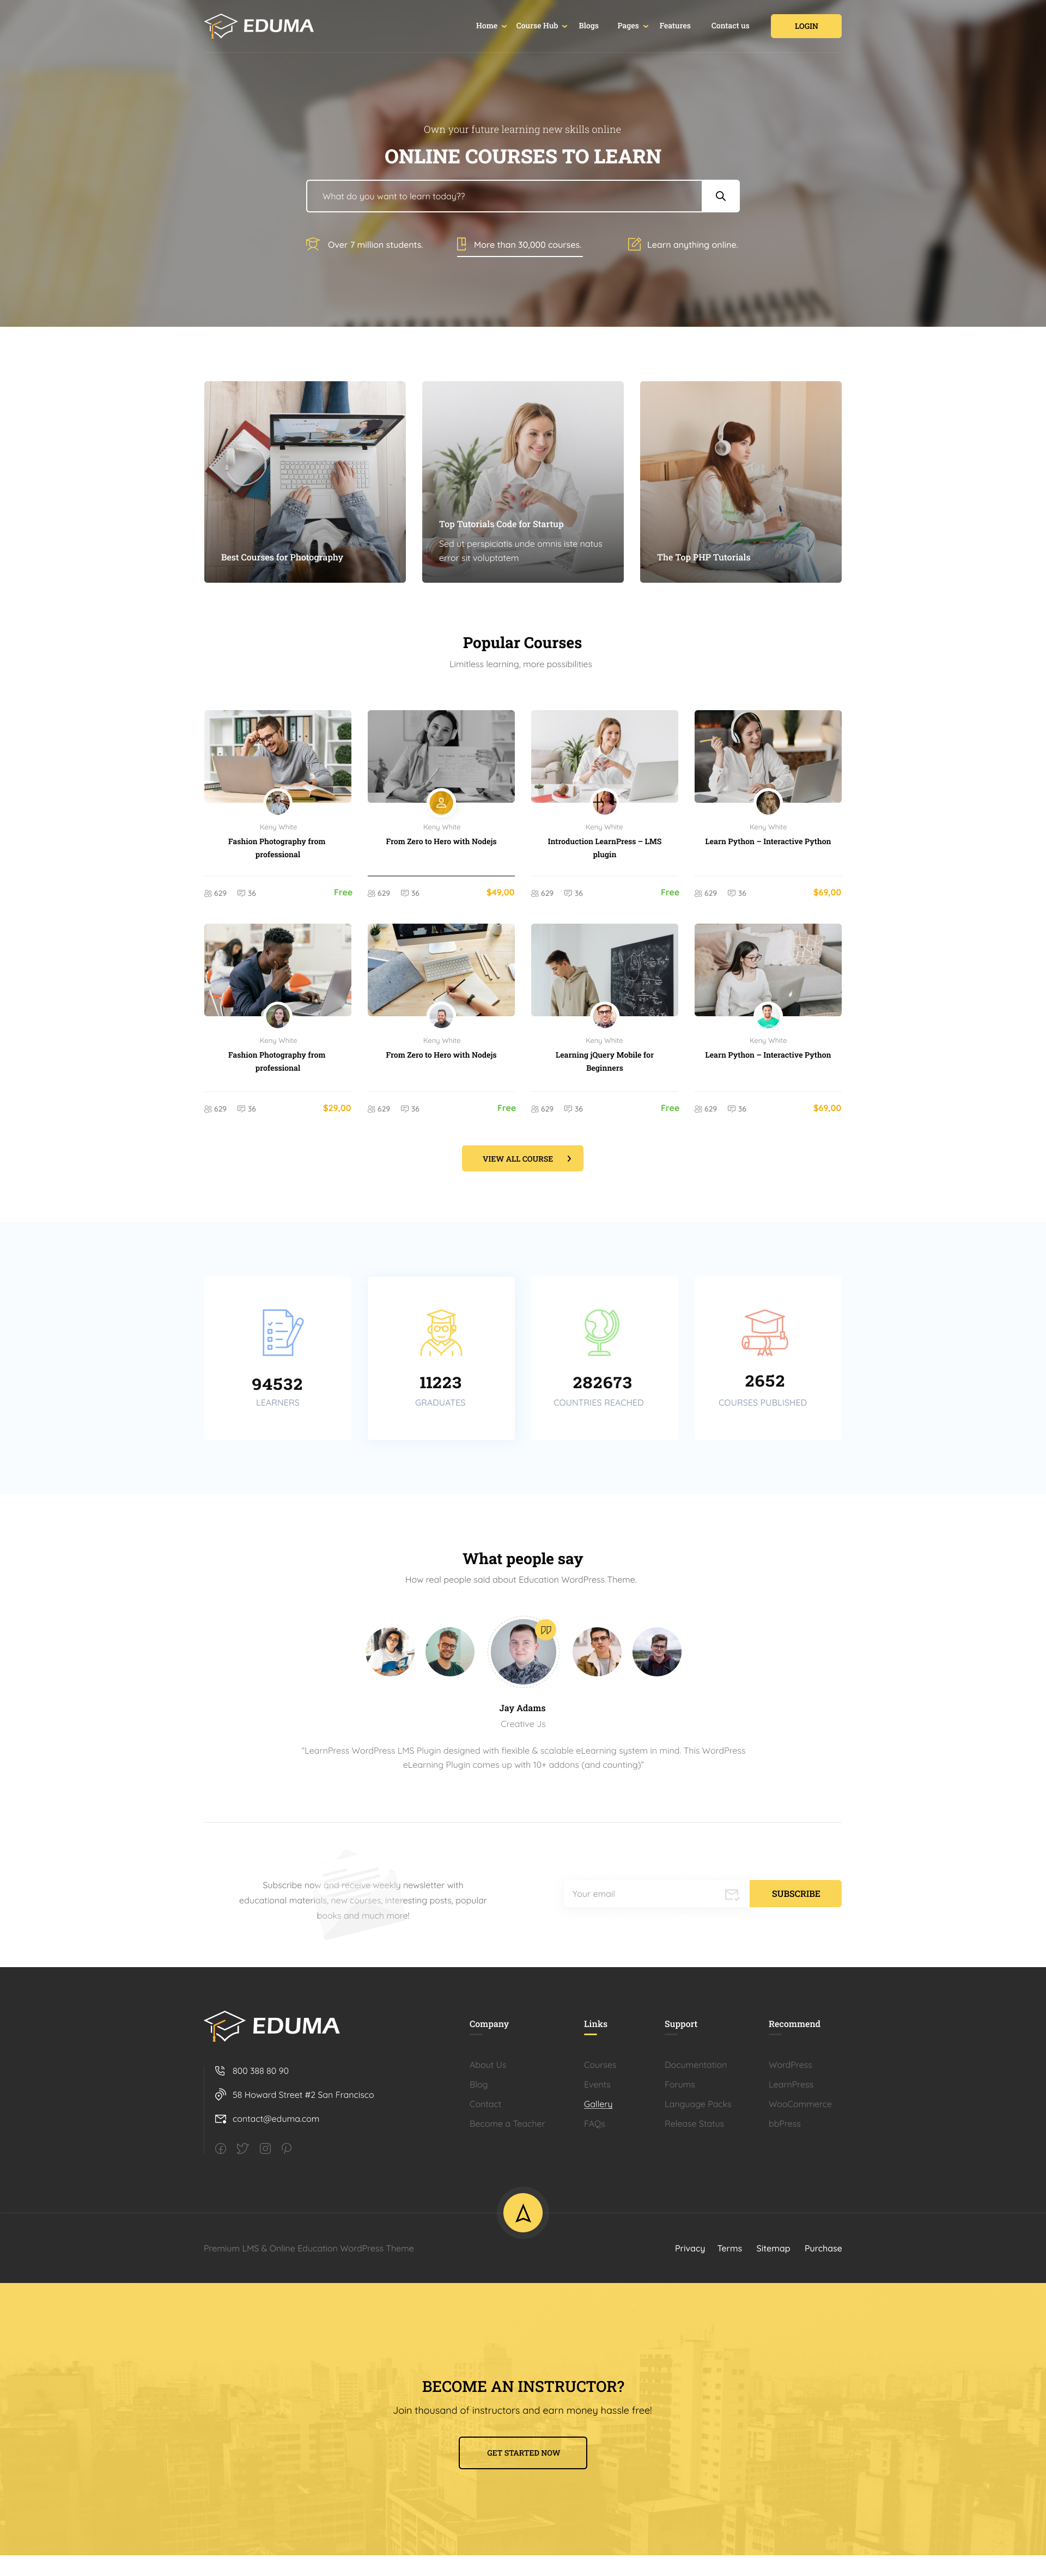 EDUMA
Home
Course Hub
Blogs
Pages
Features
Contact us
LOGIN
Own your future learning new skills online
ONLINE COURSES TO LEARN
What do you want to learn today??
Over 7 million students.
More than 30,000 courses.
Learn anything online.
Best Courses for Photography
Top Tutorials Code for Startup
Sed ut perspiciatis unde omnis iste natus
error sit voluptatem
The Top PHP Tutorials
Popular Courses
Limitless learning, more possibilities
Keny White
Fashion Photography from
professional
629
36
Free
Keny White
From Zero to Hero with Nodejs
629
36
$49,00
Keny White
Introduction LearnPress – LMS
plugin
629
36
Free
Keny White
Learn Python – Interactive Python
629
36
$69,00
Keny White
Fashion Photography from
professional
629
36
$29,00
Keny White
From Zero to Hero with Nodejs
629
36
Free
Keny White
Learning jQuery Mobile for
Beginners
629
36
Free
Keny White
Learn Python – Interactive Python
629
36
$69,00
VIEW ALL COURSE
94532
LEARNERS
11223
GRADUATES
282673
COUNTRIES REACHED
2652
COURSES PUBLISHED
What people say
How real people said about Education WordPress Theme.
Jay Adams
Creative Js
“LearnPress WordPress LMS Plugin designed with flexible & scalable eLearning system in mind. This WordPress
eLearning Plugin comes up with 10+ addons (and counting)”
Subscribe now and receive weekly newsletter with
educational materials, new courses, interesting posts, popular
books and much more!
Your email
SUBSCRIBE
EDUMA
800 388 80 90
58 Howard Street #2 San Francisco
contact@eduma.com
Company
About Us
Blog
Contact
Become a Teacher
Links
Courses
Events
Gallery
FAQs
Support
Documentation
Forums
Language Packs
Release Status
Recommend
WordPress
LearnPress
WooCommerce
bbPress
Premium LMS & Online Education WordPress Theme
Privacy
Terms
Sitemap
Purchase
BECOME AN INSTRUCTOR?
Join thousand of instructors and earn money hassle free!
GET STARTED NOW